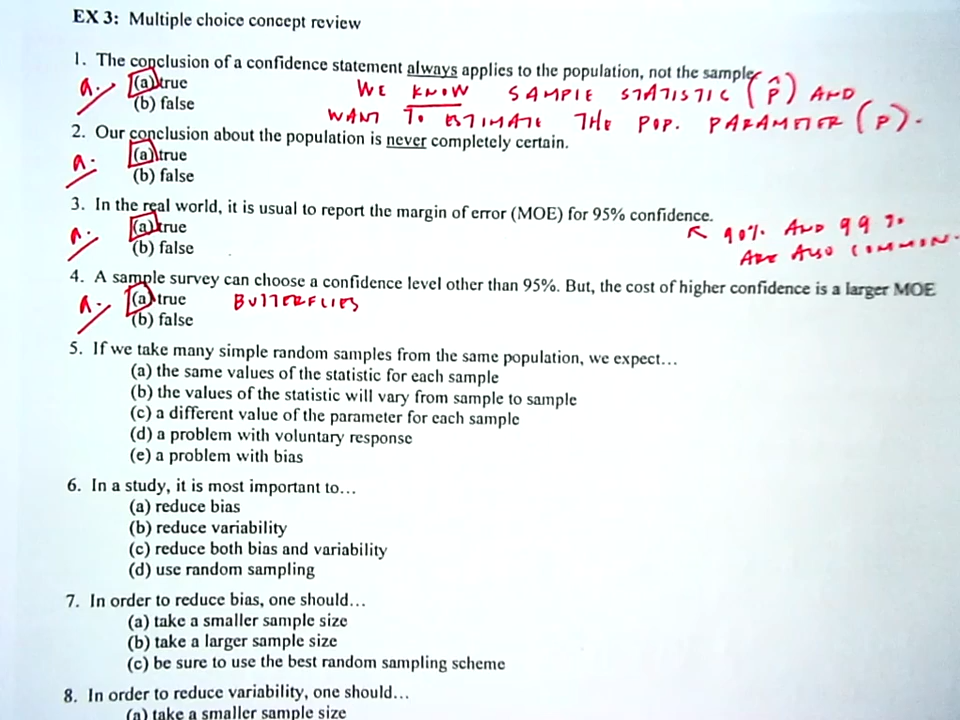 EX 3: Multiple choice concept review
1. The conclusion of a confidence statement always applies to the population, not the sample
a. (a) true
(b) false
WE KNOW SAMPLE STATISTIC (p̂) AND
WANT TO ESTIMATE THE POP. PARAMETER (p).
2. Our conclusion about the population is never completely certain.
a. (a) true
(b) false
3. In the real world, it is usual to report the margin of error (MOE) for 95% confidence.
a. (a) true
(b) false
90% AND 99%
ARE ALSO COMMON.
4. A sample survey can choose a confidence level other than 95%. But, the cost of higher confidence is a larger MOE
a. (a) true BUTTERFLIES
(b) false
5. If we take many simple random samples from the same population, we expect…
(a) the same values of the statistic for each sample
(b) the values of the statistic will vary from sample to sample
(c) a different value of the parameter for each sample
(d) a problem with voluntary response
(e) a problem with bias
6. In a study, it is most important to…
(a) reduce bias
(b) reduce variability
(c) reduce both bias and variability
(d) use random sampling
7. In order to reduce bias, one should…
(a) take a smaller sample size
(b) take a larger sample size
(c) be sure to use the best random sampling scheme
8. In order to reduce variability, one should…
(a) take a smaller sample size